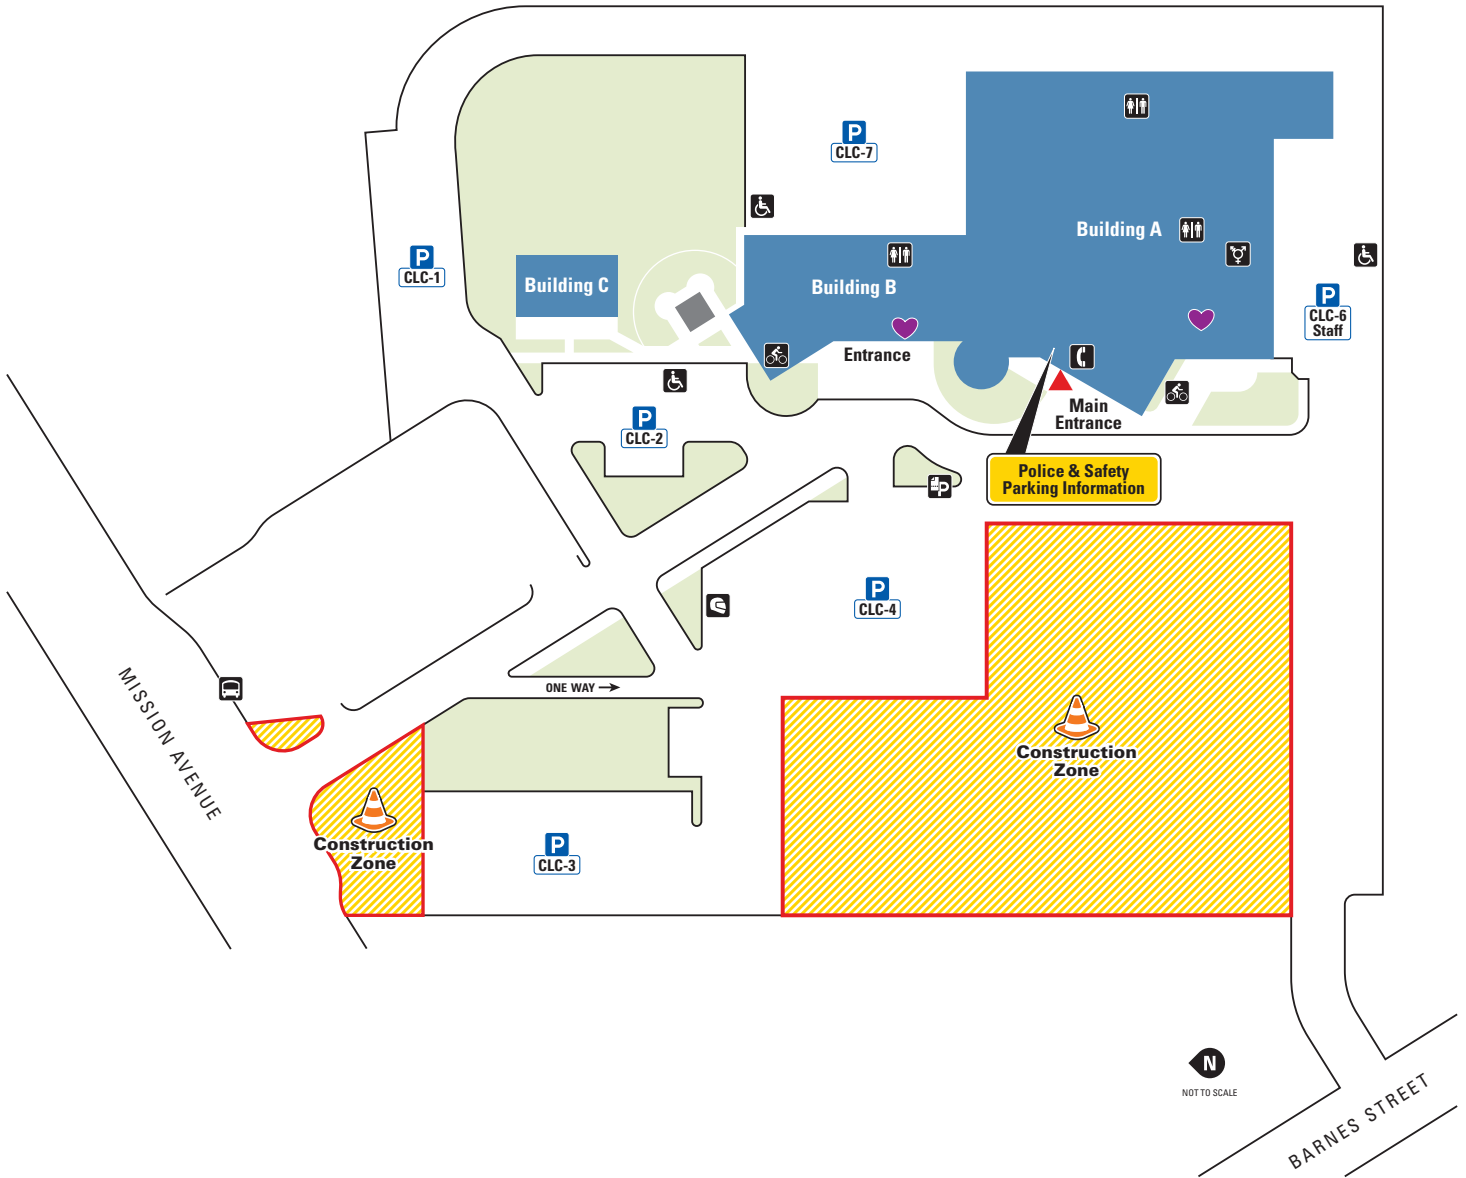 P
CLC-7
Building A
P
CLC-1
Building C
Building B
P
CLC-6
Staff
Entrance
Main
Entrance
P
CLC-2
Police & Safety
Parking Information
P
P
CLC-4
ONE WAY
MISSION AVENUE
Construction
Zone
Construction
Zone
P
CLC-3
N
NOT TO SCALE
BARNES STREET